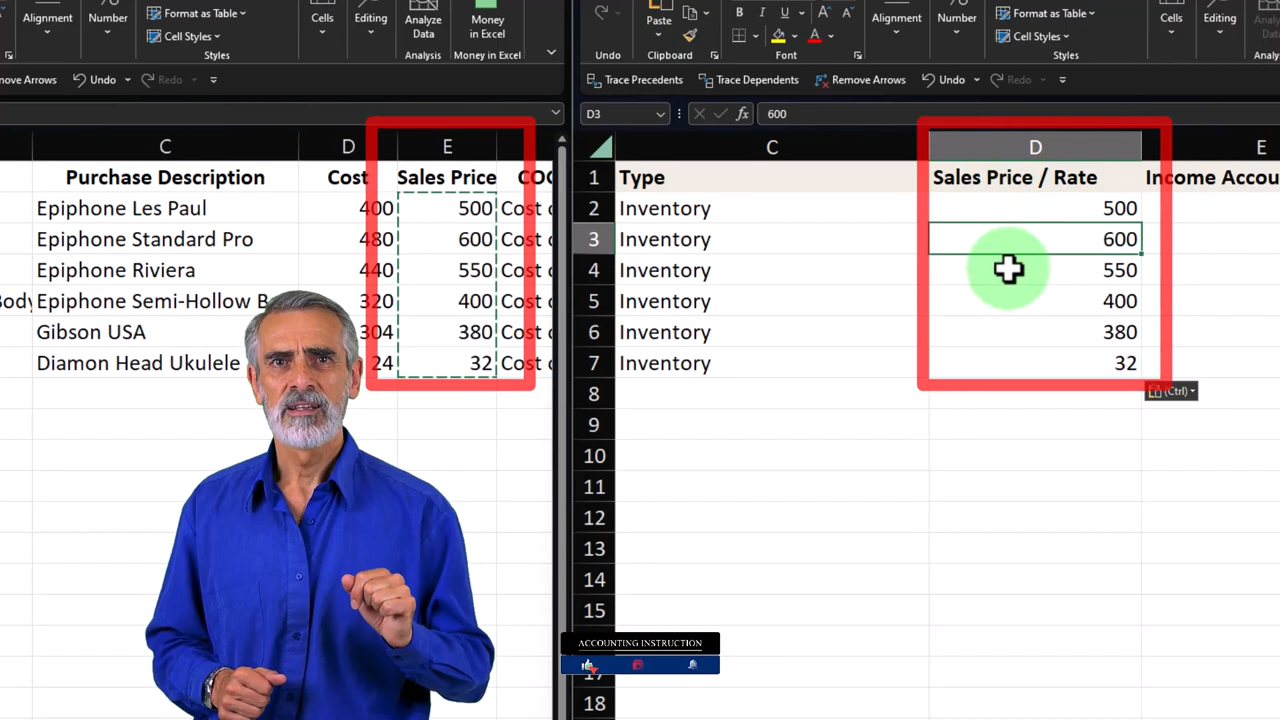 Format as Table
Cell Styles
Styles
Alignment
Number
Cells
Editing
Analyze Data
Analysis
Money in Excel
Money in Excel
move Arrows
Undo
Redo
C
D
E
Purchase Description Cost Sales Price COG
Epiphone Les Paul 400 500 Cost o
Epiphone Standard Pro 480 600 Cost o
Epiphone Riviera 440 550 Cost o
Body Epiphone Semi-Hollow B 320 400 Cost o
Gibson USA 304 380 Cost o
Diamon Head Ukulele 24 32 Cost o
Undo
Paste
Clipboard
B I U
Font
Alignment
Number
Format as Table
Cell Styles
Styles
Cells
Editing
Trace Precedents Trace Dependents Remove Arrows Undo Redo
D3 fx 600
C D E
1 Type Sales Price / Rate Income Accou
2 Inventory 500
3 Inventory 600
4 Inventory 550
5 Inventory 400
6 Inventory 380
7 Inventory 32
8 (Ctrl)
9
10
11
12
13
14
15
17
18
ACCOUNTING INSTRUCTION